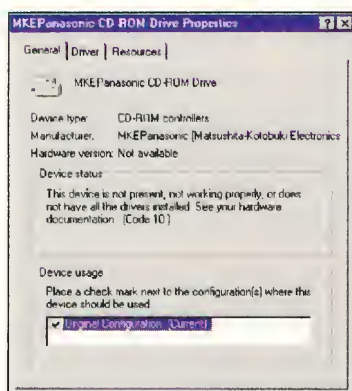 MKEPanasonic CD-ROM Drive Properties
General Driver Resources
MKEPanasonic CD-ROM Drive
Device type: CD-ROM controllers
Manufacturer: MKEPanasonic [Matsushita-Kotobuki Electronics
Hardware version: Not available
Device status
This device is not present, not working properly, or does
not have all the drivers installed. See your hardware
documentation. (Code 10.)
Device usage
Place a check mark next to the configuration(s) where this
device should be used
Original Configuration (Current)